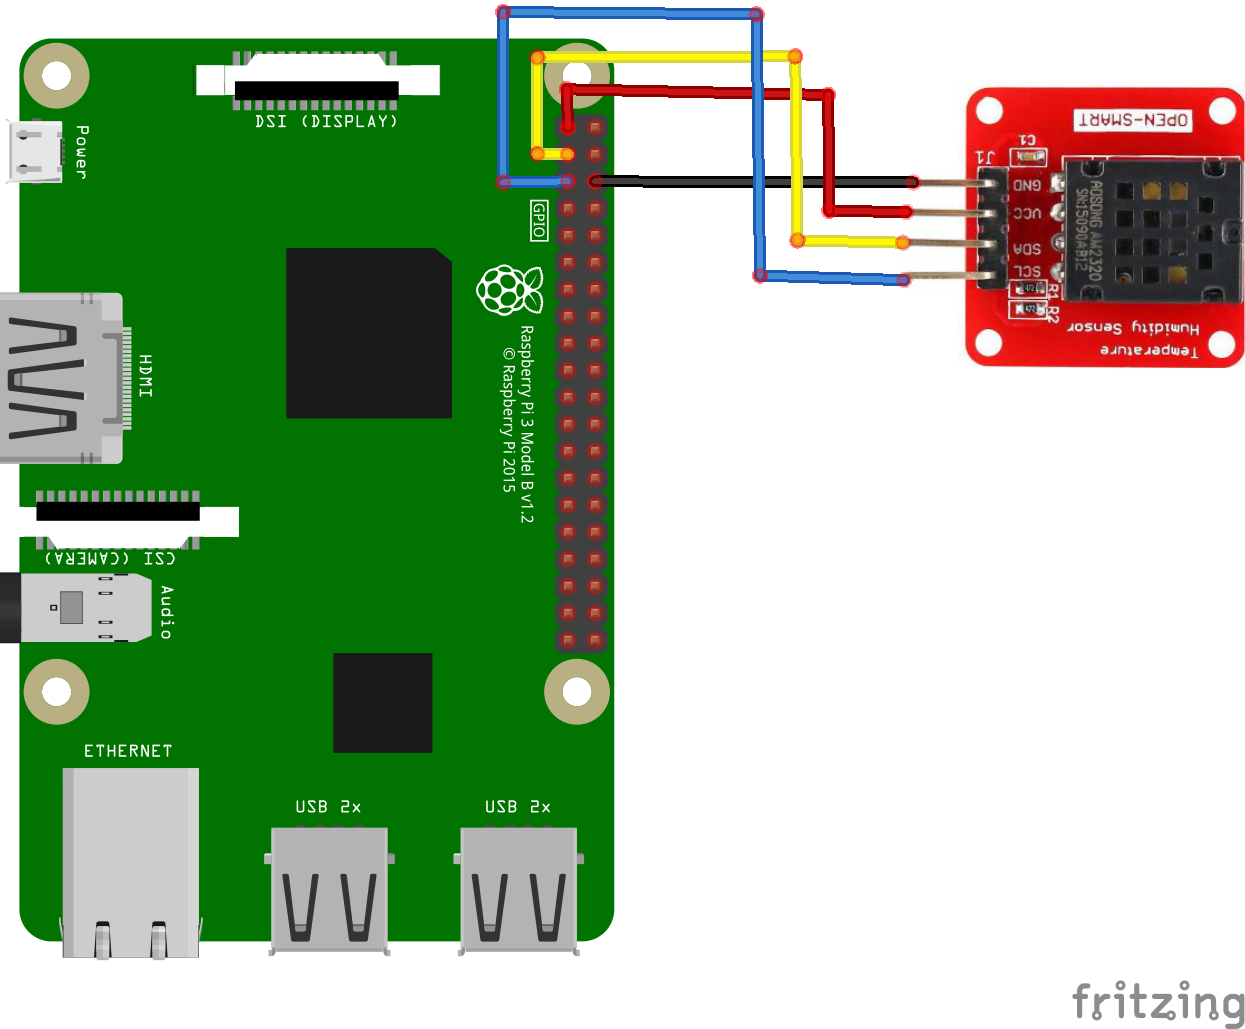 DSI (DISPLAY)
Power
OPEN-SMART
C1
J1
GND
VCC
SDA
SCL
AOSONG AM2320
SN:15090AB12
R1
R2
472
472
Humidity Sensor
Temperature
GPIO
Raspberry Pi 3 Model B v1.2
© Raspberry Pi 2015
HDMI
CSI (CAMERA)
Audio
ETHERNET
USB 2x
USB 2x
fritzing